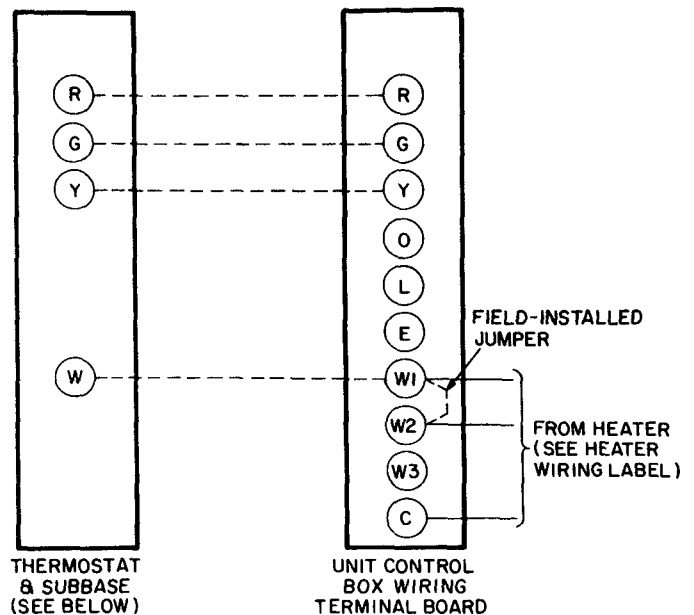 R
G
Y
W
R
G
Y
O
L
E
W1
W2
W3
C
FIELD-INSTALLED
JUMPER
FROM HEATER
(SEE HEATER
WIRING LABEL)
THERMOSTAT
& SUBBASE
(SEE BELOW)
UNIT CONTROL
BOX WIRING
TERMINAL BOARD